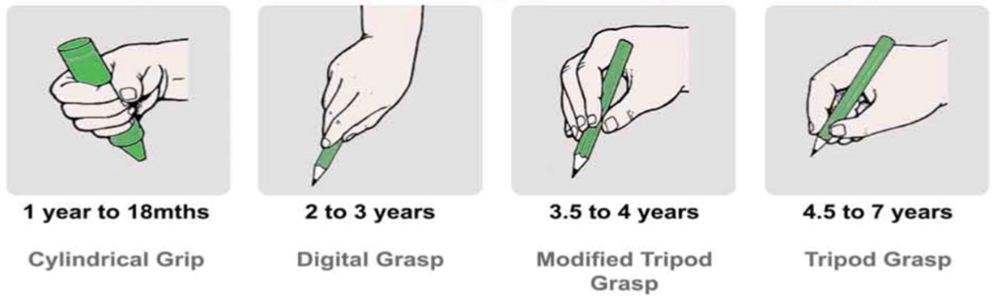 1 year to 18mths
2 to 3 years
3.5 to 4 years
4.5 to 7 years
Cylindrical Grip
Digital Grasp
Modified Tripod
Grasp
Tripod Grasp